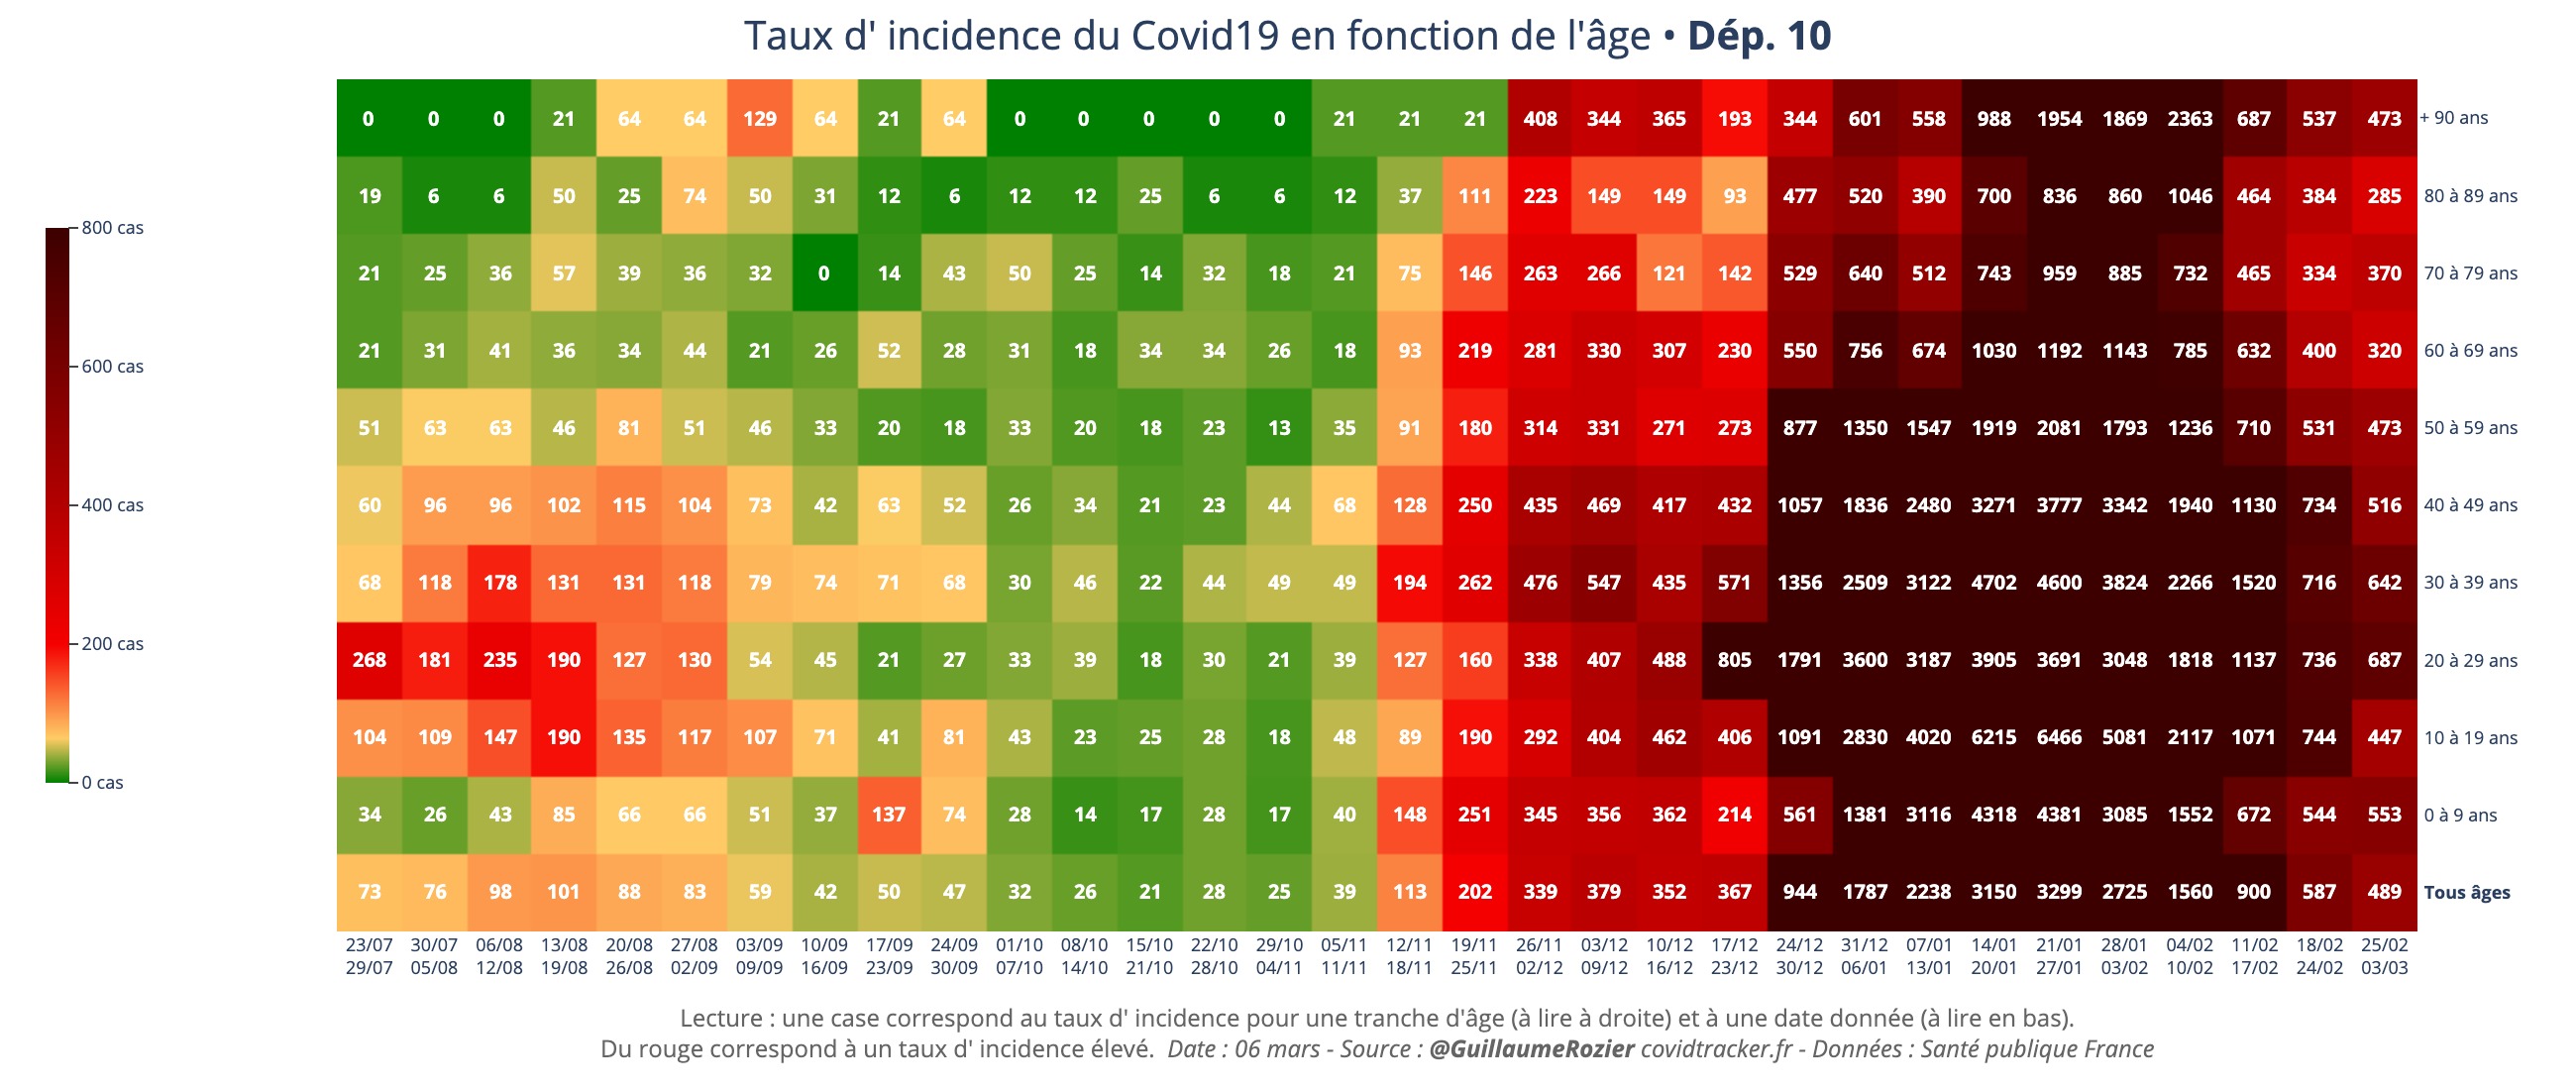 Taux d' incidence du Covid19 en fonction de l'âge • Dép. 10
800 cas
600 cas
400 cas
200 cas
0 cas
0 0 0 21 64 64 129 64 21 64 0 0 0 0 0 21 21 21 408 344 365 193 344 601 558 988 1954 1869 2363 687 537 473 + 90 ans
19 6 6 50 25 74 50 31 12 6 12 12 25 6 6 12 37 111 223 149 149 93 477 520 390 700 836 860 1046 464 384 285 80 à 89 ans
21 25 36 57 39 36 32 0 14 43 50 25 14 32 18 21 75 146 263 266 121 142 529 640 512 743 959 885 732 465 334 370 70 à 79 ans
21 31 41 36 34 44 21 26 52 28 31 18 34 34 26 18 93 219 281 330 307 230 550 756 674 1030 1192 1143 785 632 400 320 60 à 69 ans
51 63 63 46 81 51 46 33 20 18 33 20 18 23 13 35 91 180 314 331 271 273 877 1350 1547 1919 2081 1793 1236 710 531 473 50 à 59 ans
60 96 96 102 115 104 73 42 63 52 26 34 21 23 44 68 128 250 435 469 417 432 1057 1836 2480 3271 3777 3342 1940 1130 734 516 40 à 49 ans
68 118 178 131 131 118 79 74 71 68 30 46 22 44 49 49 194 262 476 547 435 571 1356 2509 3122 4702 4600 3824 2266 1520 716 642 30 à 39 ans
268 181 235 190 127 130 54 45 21 27 33 39 18 30 21 39 127 160 338 407 488 805 1791 3600 3187 3905 3691 3048 1818 1137 736 687 20 à 29 ans
104 109 147 190 135 117 107 71 41 81 43 23 25 28 18 48 89 190 292 404 462 406 1091 2830 4020 6215 6466 5081 2117 1071 744 447 10 à 19 ans
34 26 43 85 66 66 51 37 137 74 28 14 17 28 17 40 148 251 345 356 362 214 561 1381 3116 4318 4381 3085 1552 672 544 553 0 à 9 ans
73 76 98 101 88 83 59 42 50 47 32 26 21 28 25 39 113 202 339 379 352 367 944 1787 2238 3150 3299 2725 1560 900 587 489 Tous âges
23/07 30/07 06/08 13/08 20/08 27/08 03/09 10/09 17/09 24/09 01/10 08/10 15/10 22/10 29/10 05/11 12/11 19/11 26/11 03/12 10/12 17/12 24/12 31/12 07/01 14/01 21/01 28/01 04/02 11/02 18/02 25/02
29/07 05/08 12/08 19/08 26/08 02/09 09/09 16/09 23/09 30/09 07/10 14/10 21/10 28/10 04/11 11/11 18/11 25/11 02/12 09/12 16/12 23/12 30/12 06/01 13/01 20/01 27/01 03/02 10/02 17/02 24/02 03/03
Lecture : une case correspond au taux d' incidence pour une tranche d'âge (à lire à droite) et à une date donnée (à lire en bas).
Du rouge correspond à un taux d' incidence élevé. Date : 06 mars - Source : @GuillaumeRozier covidtracker.fr - Données : Santé publique France